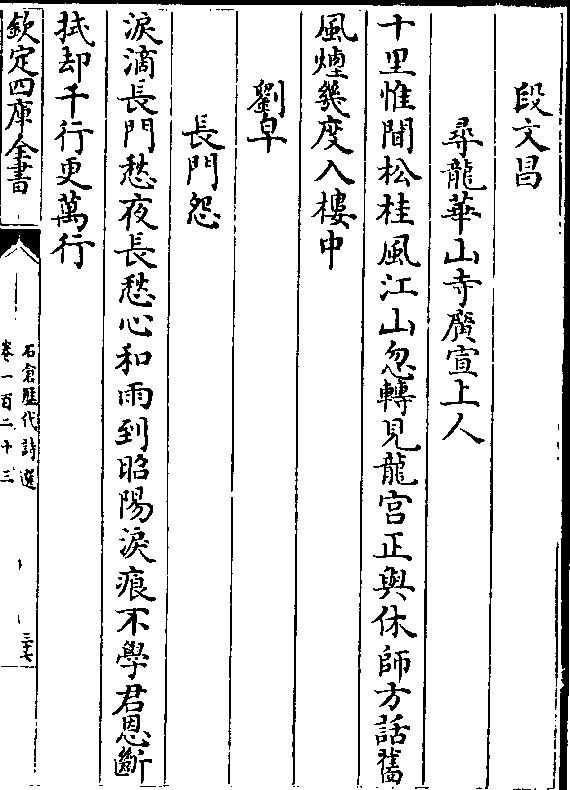 段文昌
尋龍華山寺廣宣上人
十里惟聞松桂風江山忽轉見龍宫正與休師方話舊
風煙幾度入樓中
劉皁
長門怨
淚滴長門愁夜長愁心和雨到昭陽淚痕不學君恩斷
拭却千行更萬行
欽定四庫全書
石倉歴代詩選
卷一百二十三
三十七